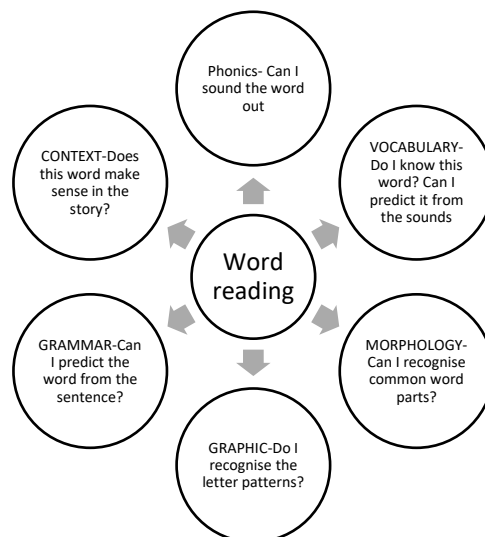 Phonics- Can I
sound the word
out
VOCABULARY-
Do I know this
word? Can I
predict it from
the sounds
MORPHOLOGY-
Can I recognise
common word
parts?
GRAPHIC-Do I
recognise the
letter patterns?
GRAMMAR-Can
I predict the
word from the
sentence?
CONTEXT-Does
this word make
sense in the
story?
Word
reading